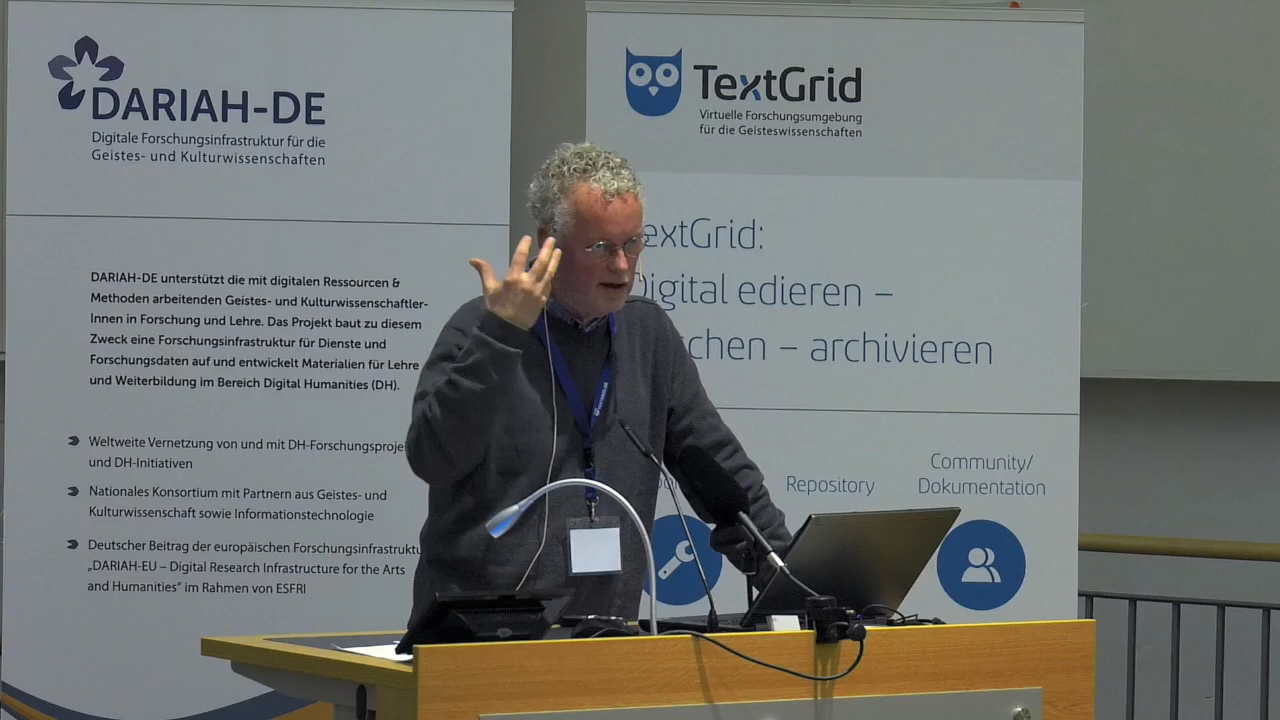 DARIAH-DE
Digitale Forschungsinfrastruktur für die
Geistes- und Kulturwissenschaften
DARIAH-DE unterstützt die mit digitalen Ressourcen &
Methoden arbeitenden Geistes- und Kulturwissenschaftler-
Innen in Forschung und Lehre. Das Projekt baut zu diesem
Zweck eine Forschungsinfrastruktur für Dienste und
Forschungsdaten auf und entwickelt Materialien für Lehre
und Weiterbildung im Bereich Digital Humanities (DH).
Weltweite Vernetzung von und mit DH-Forschungsproje
und DH-Initiativen
Nationales Konsortium mit Partnern aus Geistes- und
Kulturwissenschaft sowie Informationstechnologie
Deutscher Beitrag der europäischen Forschungsinfrastruktu
„DARIAH-EU – Digital Research Infrastructure for the Arts
and Humanities“ im Rahmen von ESFRI
TextGrid
Virtuelle Forschungsumgebung
für die Geisteswissenschaften
extGrid:
Digital edieren –
schen – archivieren
Repository
Community/
Dokumentation